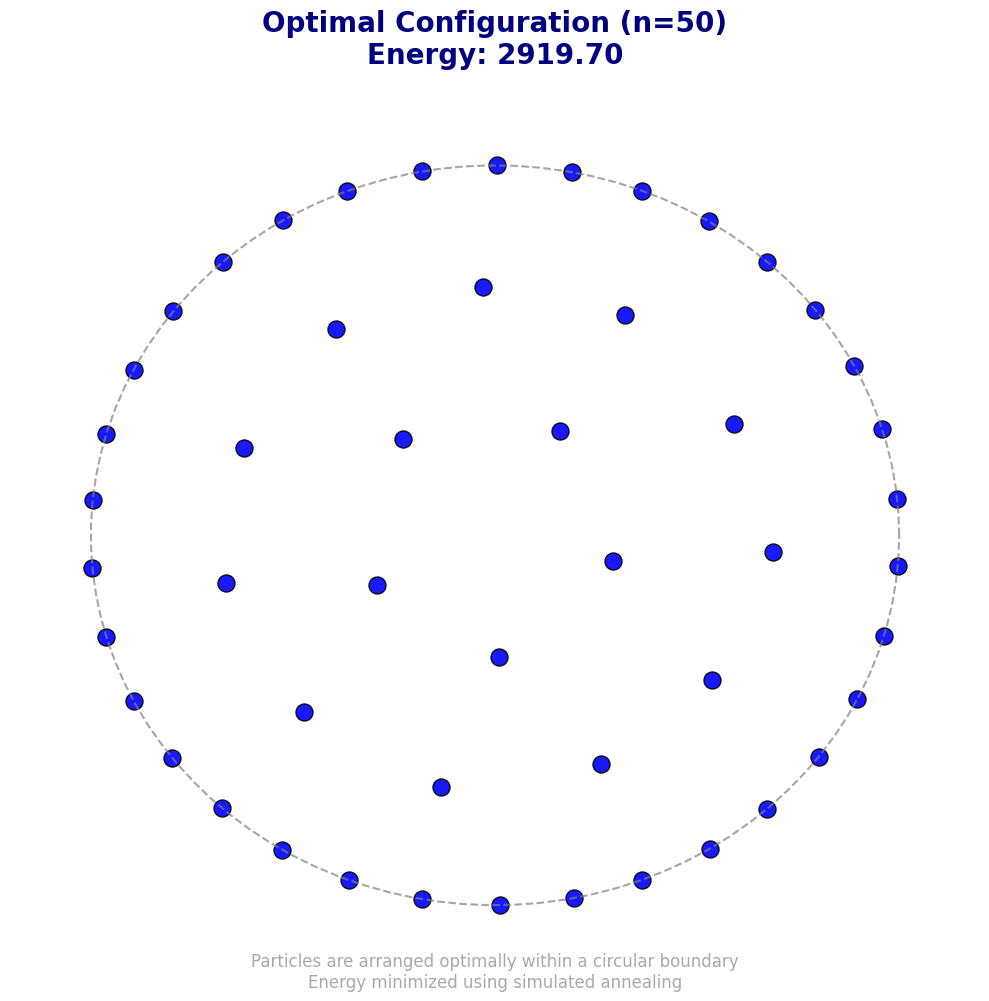 Optimal Configuration (n=50)
Energy: 2919.70
Particles are arranged optimally within a circular boundary
Energy minimized using simulated annealing